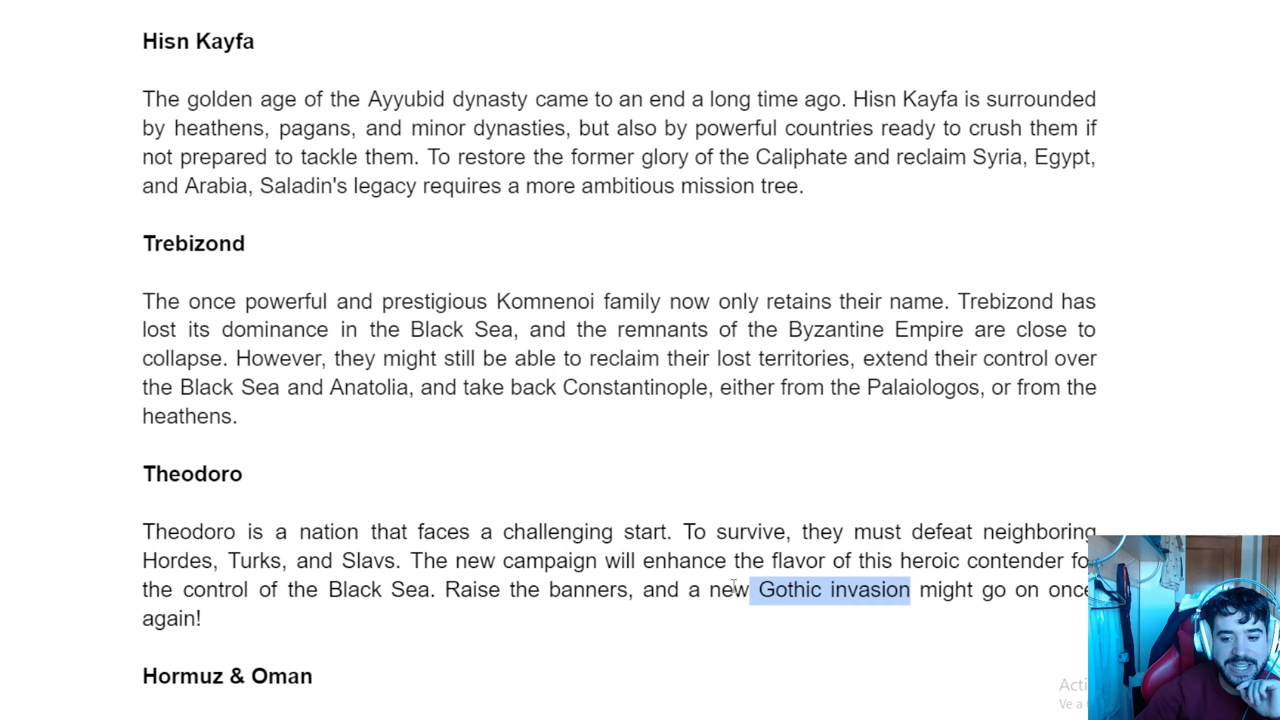 Hisn Kayfa
The golden age of the Ayyubid dynasty came to an end a long time ago. Hisn Kayfa is surrounded
by heathens, pagans, and minor dynasties, but also by powerful countries ready to crush them if
not prepared to tackle them. To restore the former glory of the Caliphate and reclaim Syria, Egypt,
and Arabia, Saladin's legacy requires a more ambitious mission tree.
Trebizond
The once powerful and prestigious Komnenoi family now only retains their name. Trebizond has
lost its dominance in the Black Sea, and the remnants of the Byzantine Empire are close to
collapse. However, they might still be able to reclaim their lost territories, extend their control over
the Black Sea and Anatolia, and take back Constantinople, either from the Palaiologos, or from the
heathens.
Theodoro
Theodoro is a nation that faces a challenging start. To survive, they must defeat neighboring
Hordes, Turks, and Slavs. The new campaign will enhance the flavor of this heroic contender for
the control of the Black Sea. Raise the banners, and a new Gothic invasion might go on once
again!
Hormuz & Oman
Acti
Ve a